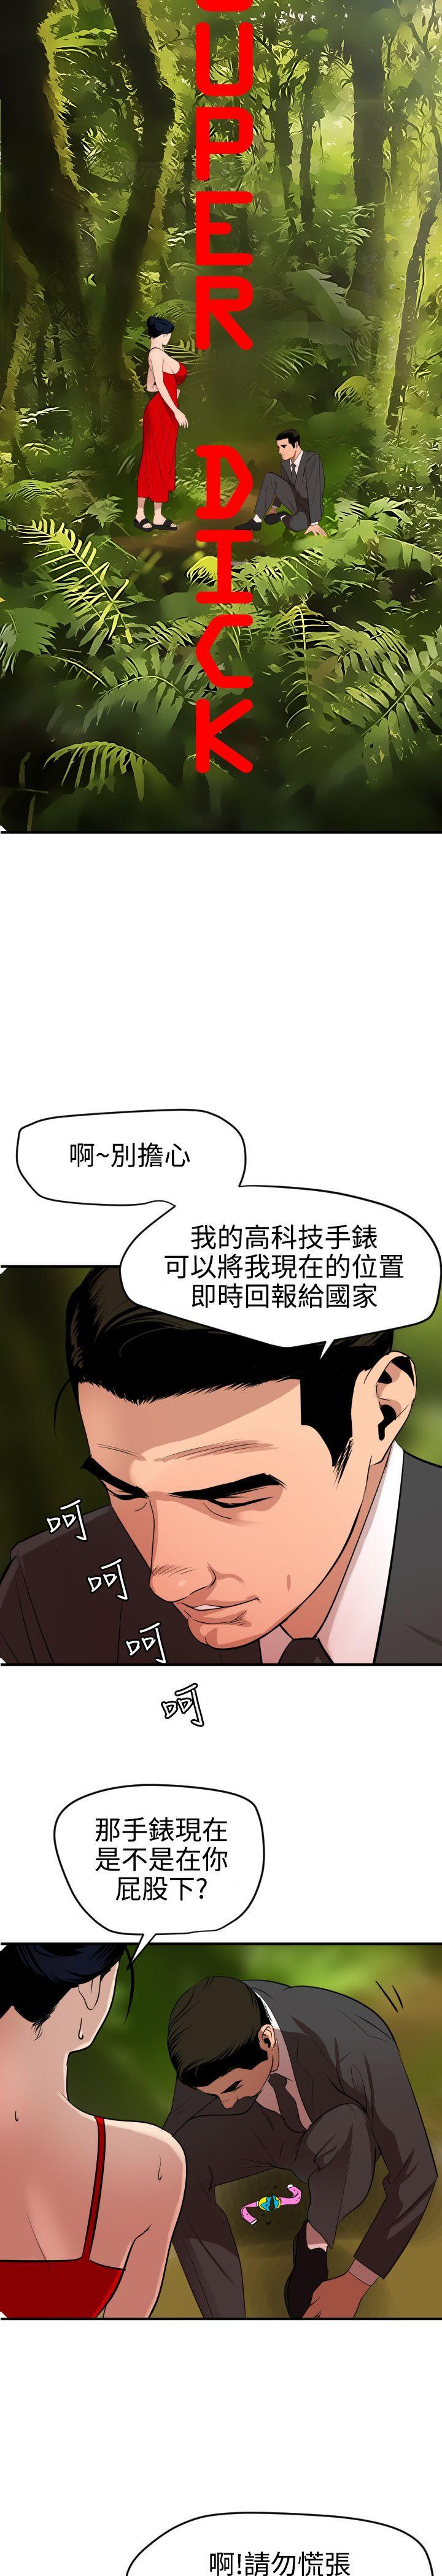 SUPER
DICK
啊~別擔心
我的高科技手錶
可以將我現在的位置
即時回報給國家
呵
呵
呵
呵
那手錶現在
是不是在你
屁股下?
啊!請勿慌張